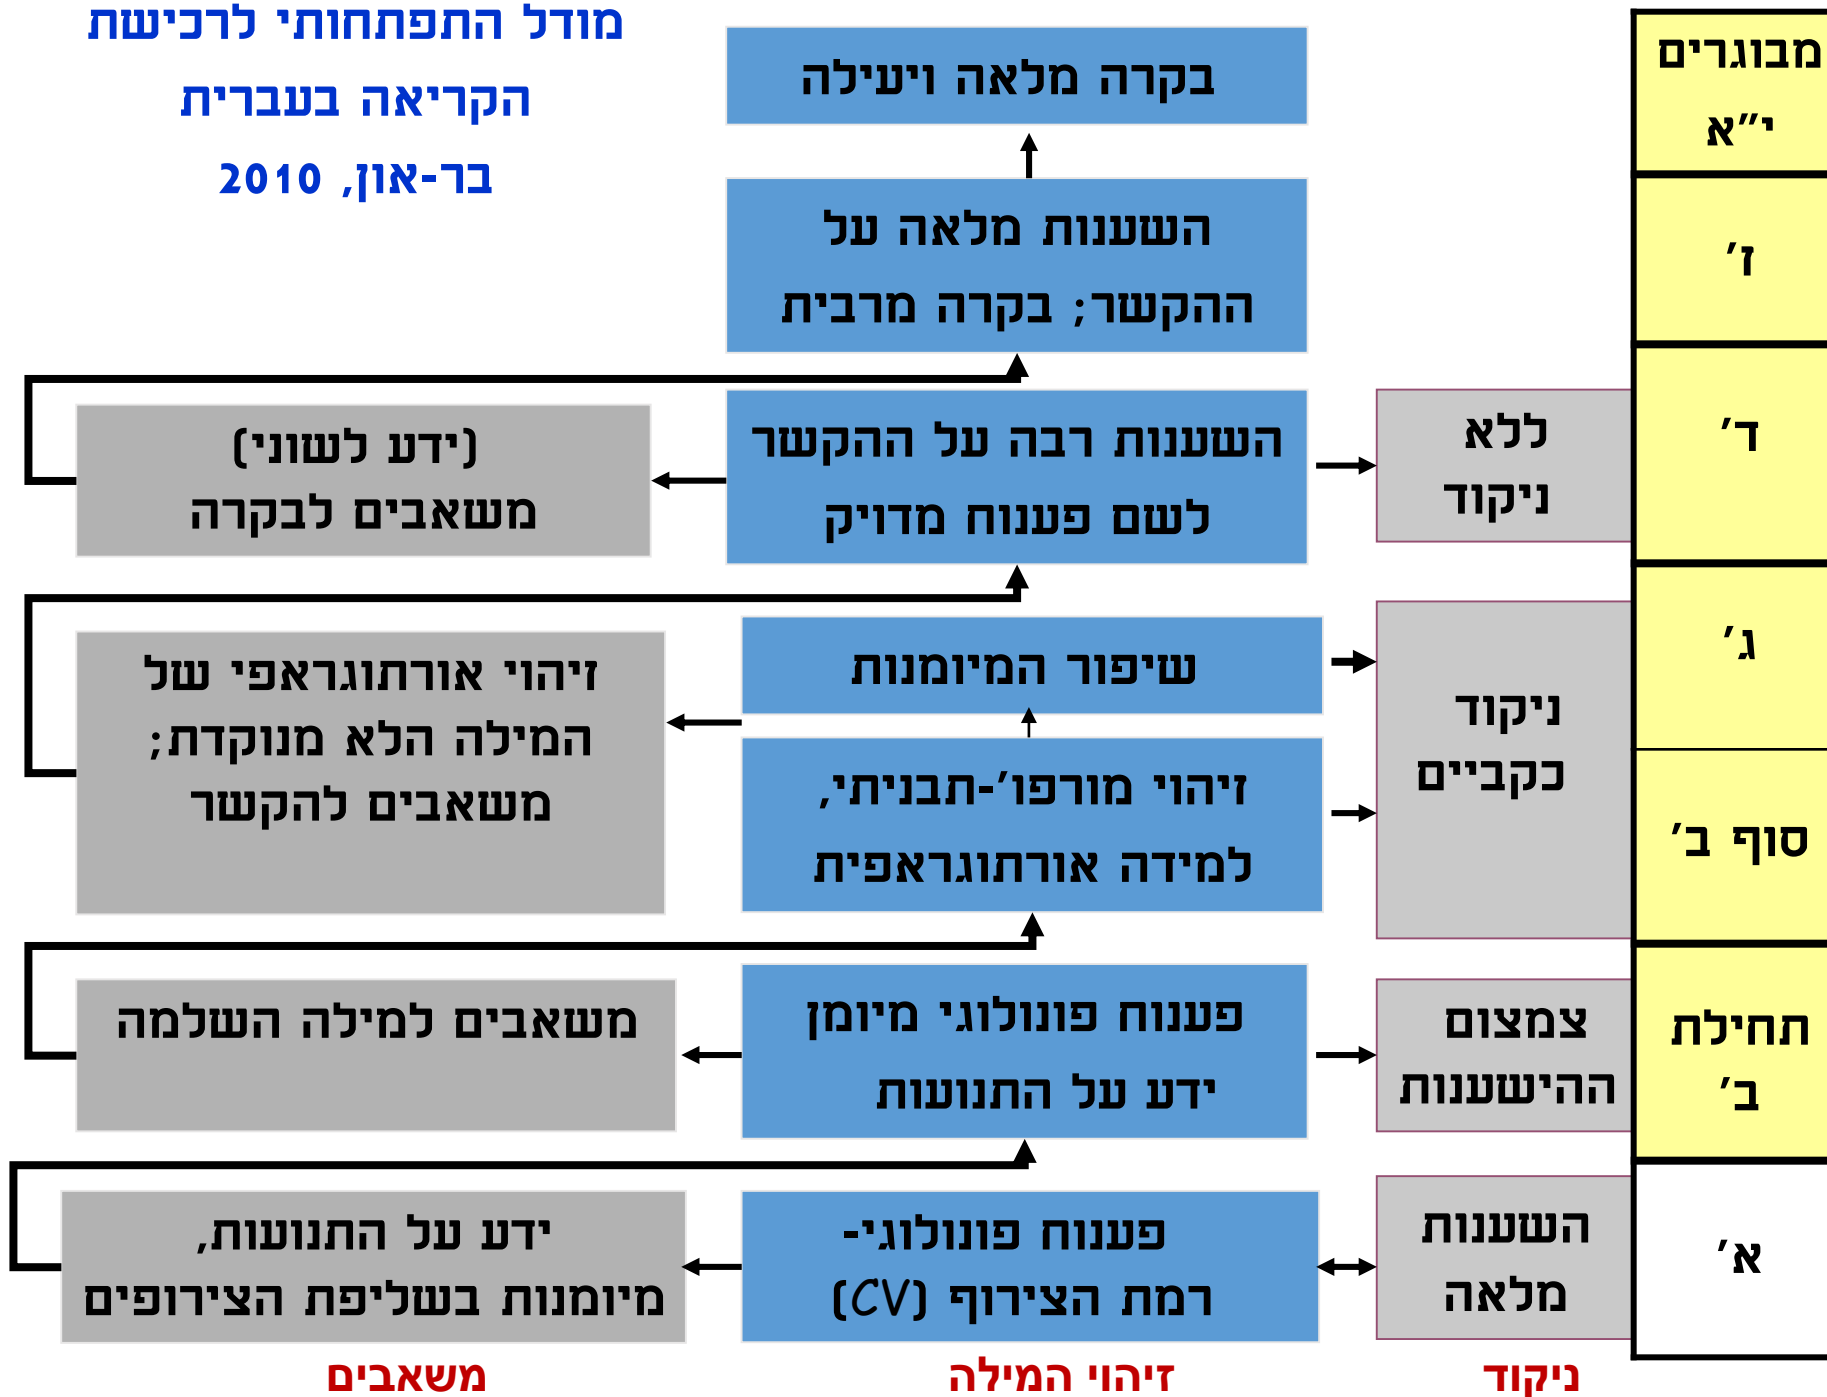 מודל התפתחותי לרכישת
הקריאה בעברית
בר-און, 2010
מבוגרים
י״א
בקרה מלאה ויעילה
ז׳
השענות מלאה על
ההקשר; בקרה מרבית
ד׳
ללא
ניקוד
השענות רבה על ההקשר
לשם פענוח מדויק
(ידע לשוני)
משאבים לבקרה
ג׳
ניקוד
כקביים
שיפור המיומנות
זיהוי אורתוגראפי של
המילה הלא מנוקדת;
משאבים להקשר
סוף ב׳
זיהוי מורפו׳-תבניתי,
למידה אורתוגראפית
תחילת
ב׳
צמצום
ההישענות
פענוח פונולוגי מיומן
ידע על התנועות
משאבים למילה השלמה
א׳
השענות
מלאה
פענוח פונולוגי-
רמת הצירוף (CV)
ידע על התנועות,
מיומנות בשליפת הצירופים
ניקוד
זיהוי המילה
משאבים